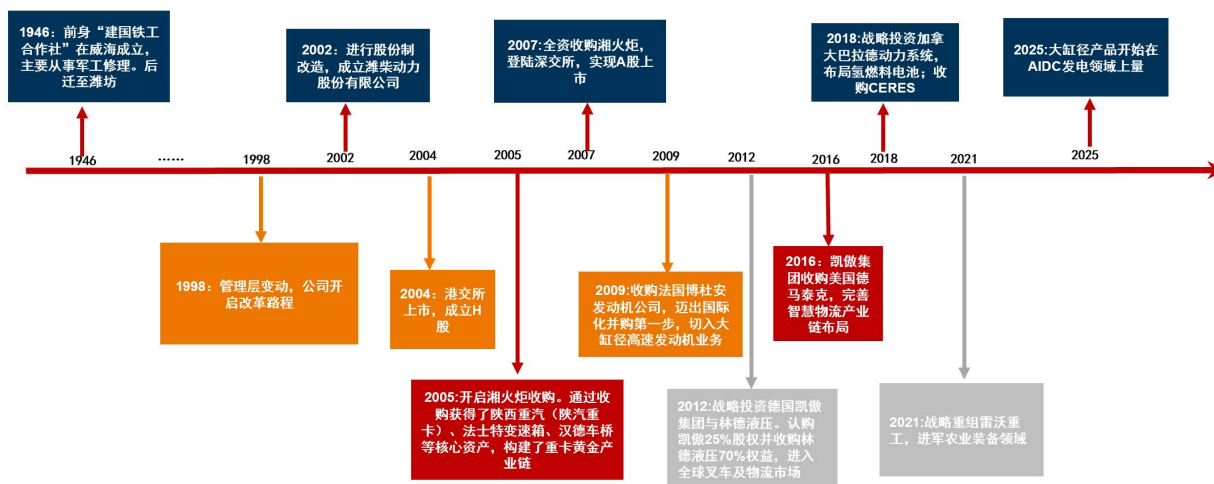 1946：前身“建国铁工
合作社”在威海成立，
主要从事军工修理。后
迁至潍坊
2002：进行股份制
改造，成立潍柴动力
股份有限公司
2007:全资收购湘火炬，
登陆深交所，实现A股上
市
2018:战略投资加拿
大巴拉德动力系统，
布局氢燃料电池；收
购CERES
2025:大缸径产品开始在
AIDC发电领域上量
1946
……
1998
2002
2004
2005
2007
2009
2012
2016
2018
2021
2025
1998：管理层变动，公司开
启改革路程
2004：港交所
上市，成立H
股
2009:收购法国博杜安
发动机公司，迈出国际
化并购第一步，切入大
缸径高速发动机业务
2016：凯傲集
团收购美国德
马泰克，完善
智慧物流产业
链布局
2005:开启湘火炬收购。通过收
购获得了陕西重汽（陕汽重
卡）、法士特变速箱、汉德车桥
等核心资产，构建了重卡黄金产
业链
2012:战略投资德国凯傲
集团与林德液压。认购
凯傲25%股权并收购林
德液压70%权益，进入
全球叉车及物流市场
2021:战略重组雷沃重
工，进军农业装备领域